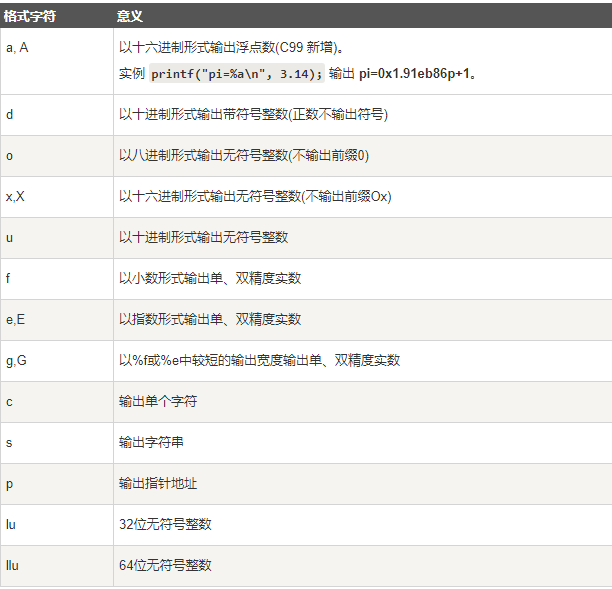 格式字符 意义
a, A 以十六进制形式输出浮点数(C99 新增)。
实例 printf("pi=%a\n", 3.14); 输出 pi=0x1.91eb86p+1。
d 以十进制形式输出带符号整数(正数不输出符号)
o 以八进制形式输出无符号整数(不输出前缀0)
x,X 以十六进制形式输出无符号整数(不输出前缀Ox)
u 以十进制形式输出无符号整数
f 以小数形式输出单、双精度实数
e,E 以指数形式输出单、双精度实数
g,G 以%f或%e中较短的输出宽度输出单、双精度实数
c 输出单个字符
s 输出字符串
p 输出指针地址
lu 32位无符号整数
llu 64位无符号整数